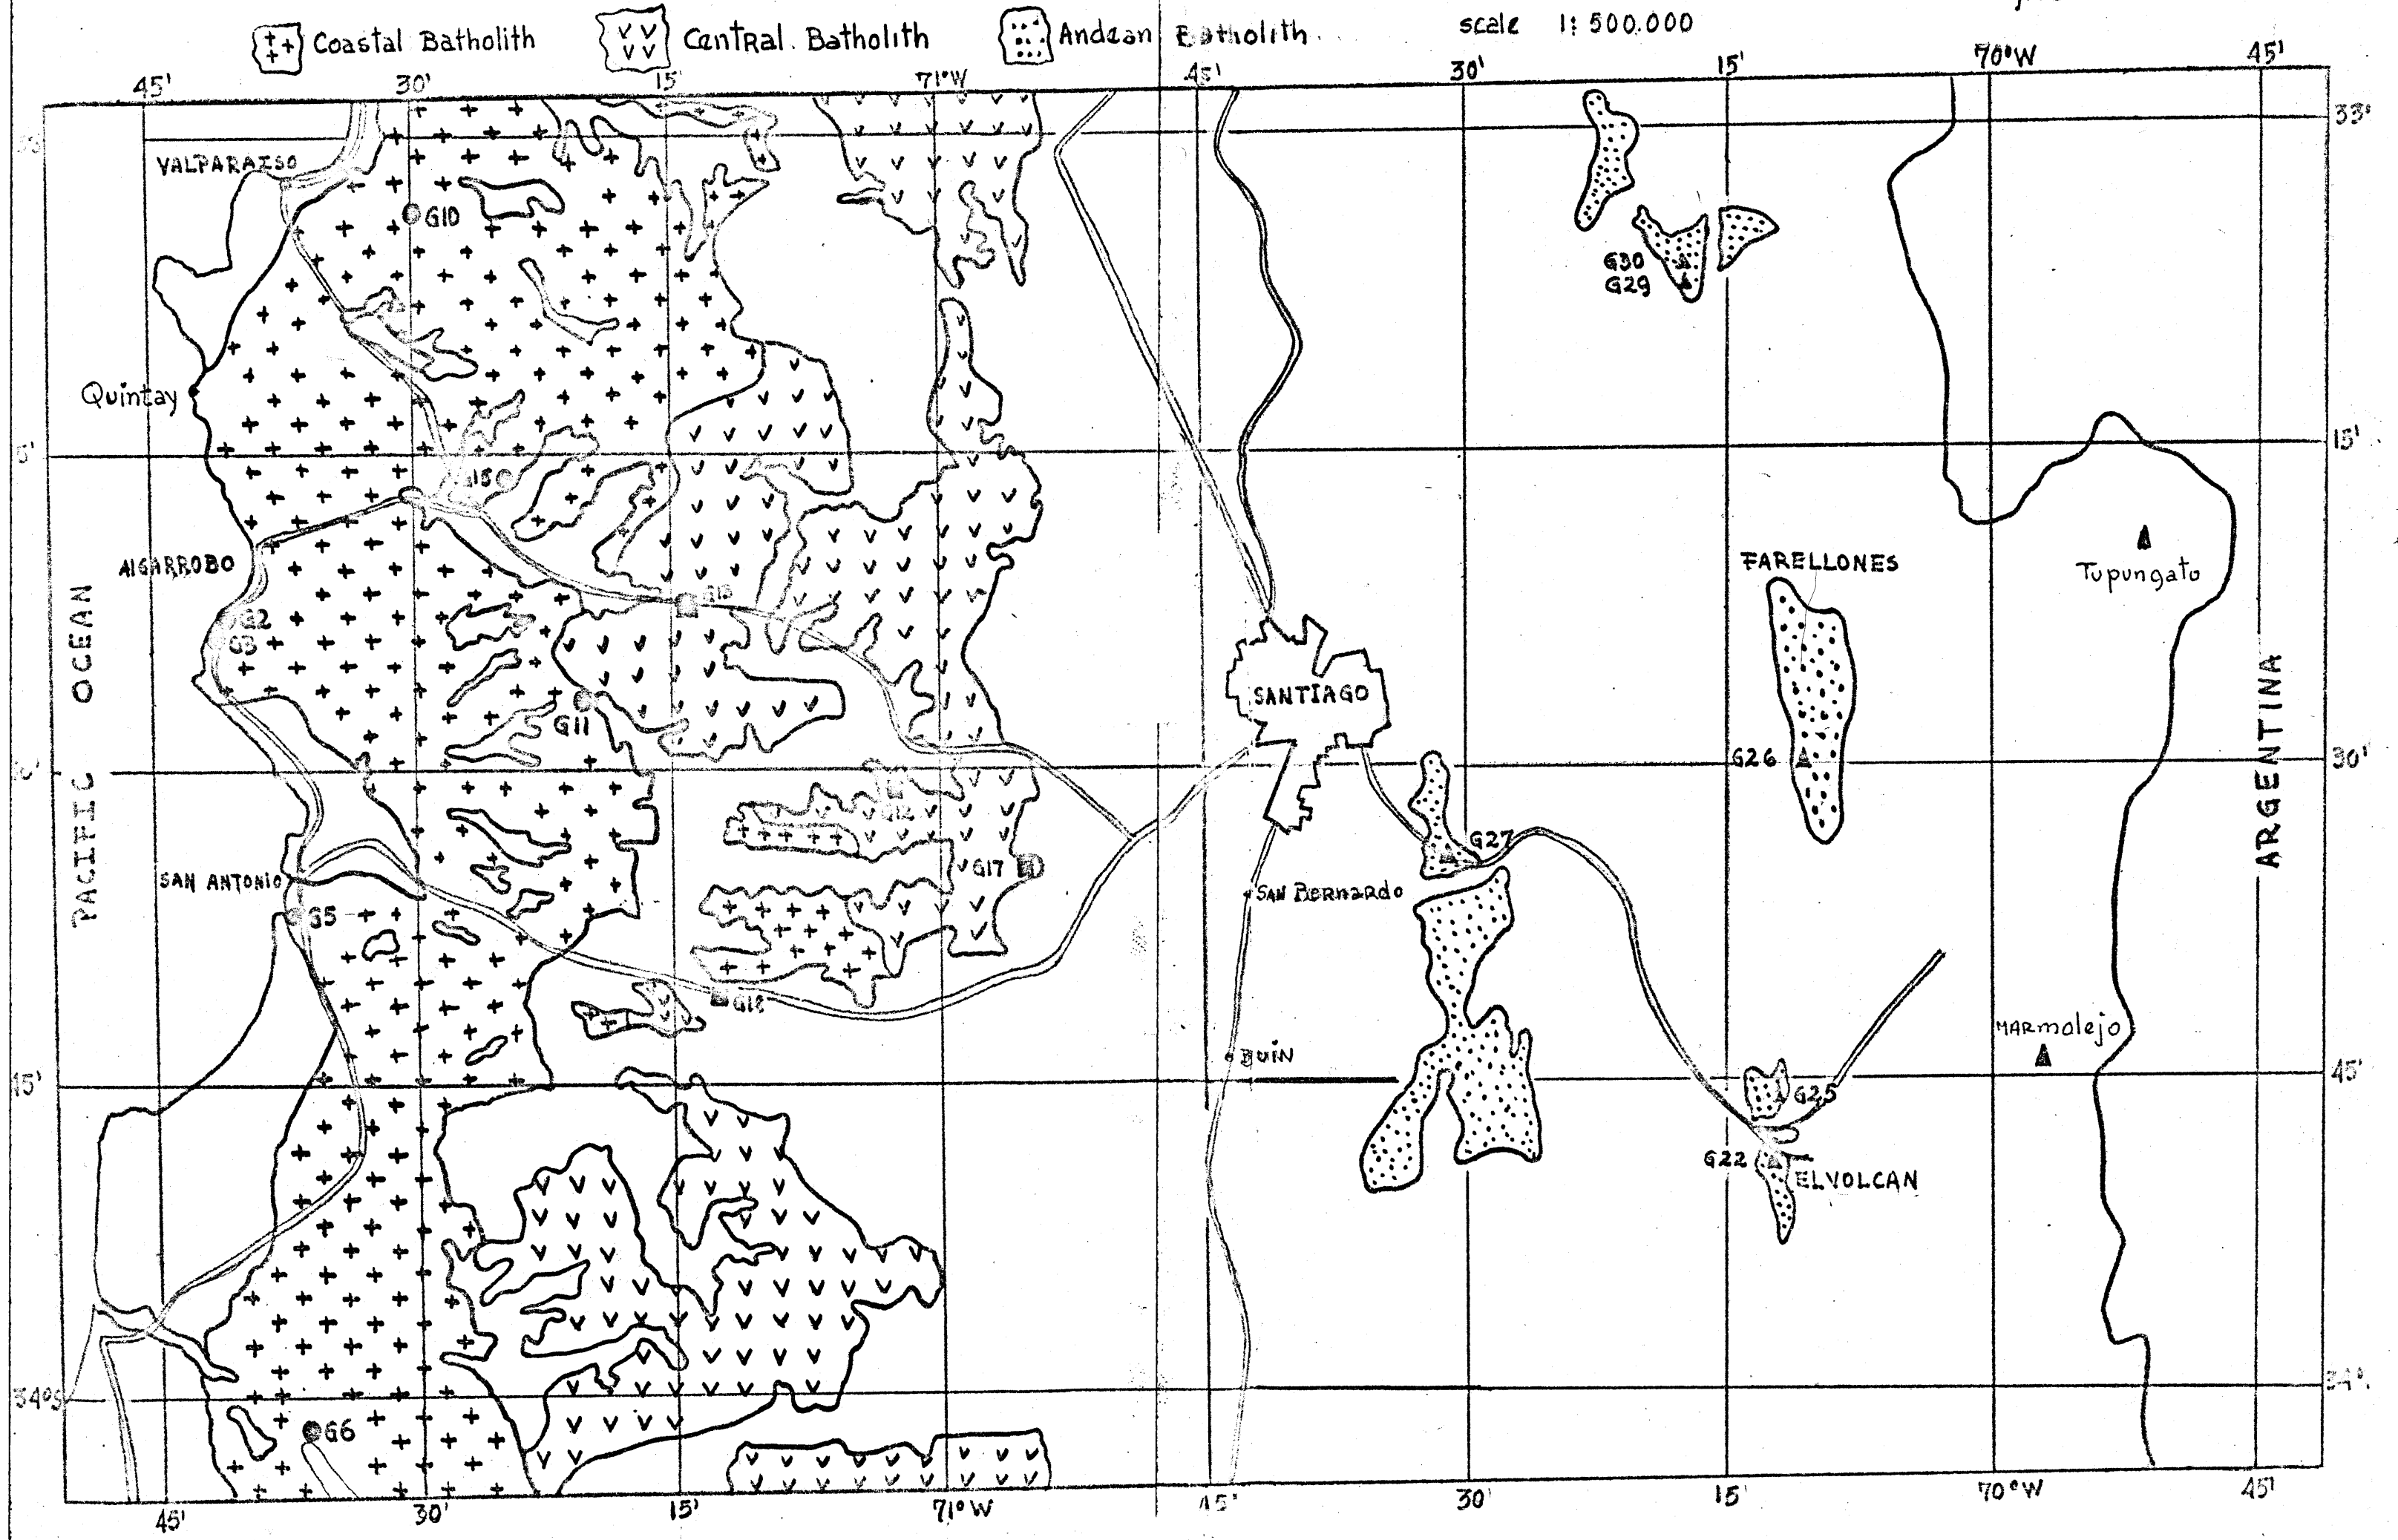 Coastal Batholith
Central Batholith
Andean Batholith
scale 1: 500.000
45' 30' 15' 71°W 45' 30' 15' 70°W 45'
33'
VALPARAISO
G10
G30
G29
Quintay
15'
AlGARROBO
FARELLONES
Tupungato
G2
G3
PACIFIC OCEAN
SANTIAGO
ARGENTINA
G11
G26
30'
G27
G17
SAN ANTONIO
SAN BERNARDO
G5
G18
MARMolejo
BUIN
45'
G25
G22
ELVOLCAN
34°S
G6
45' 30' 15' 71°W 45' 30' 15' 70°W 45'